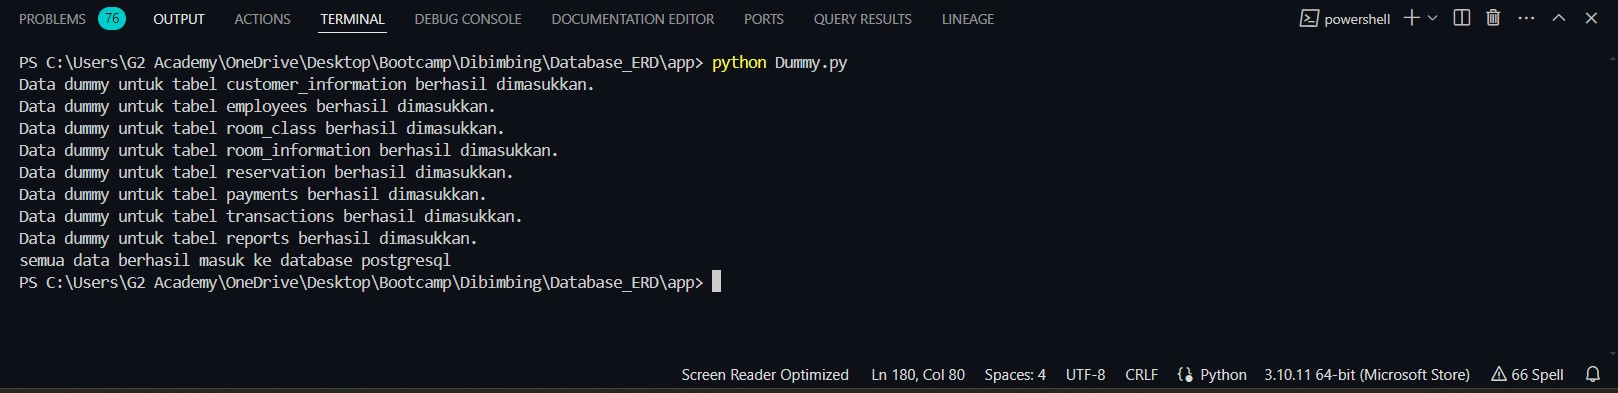 PROBLEMS 76 OUTPUT ACTIONS TERMINAL DEBUG CONSOLE DOCUMENTATION EDITOR PORTS QUERY RESULTS LINEAGE powershell
PS C:\Users\G2 Academy\OneDrive\Desktop\Bootcamp\Dibimbing\Database_ERD\app> python Dummy.py
Data dummy untuk tabel customer_information berhasil dimasukkan.
Data dummy untuk tabel employees berhasil dimasukkan.
Data dummy untuk tabel room_class berhasil dimasukkan.
Data dummy untuk tabel room_information berhasil dimasukkan.
Data dummy untuk tabel reservation berhasil dimasukkan.
Data dummy untuk tabel payments berhasil dimasukkan.
Data dummy untuk tabel transactions berhasil dimasukkan.
Data dummy untuk tabel reports berhasil dimasukkan.
semua data berhasil masuk ke database postgresql
PS C:\Users\G2 Academy\OneDrive\Desktop\Bootcamp\Dibimbing\Database_ERD\app>
Screen Reader Optimized Ln 180, Col 80 Spaces: 4 UTF-8 CRLF Python 3.10.11 64-bit (Microsoft Store) 66 Spell